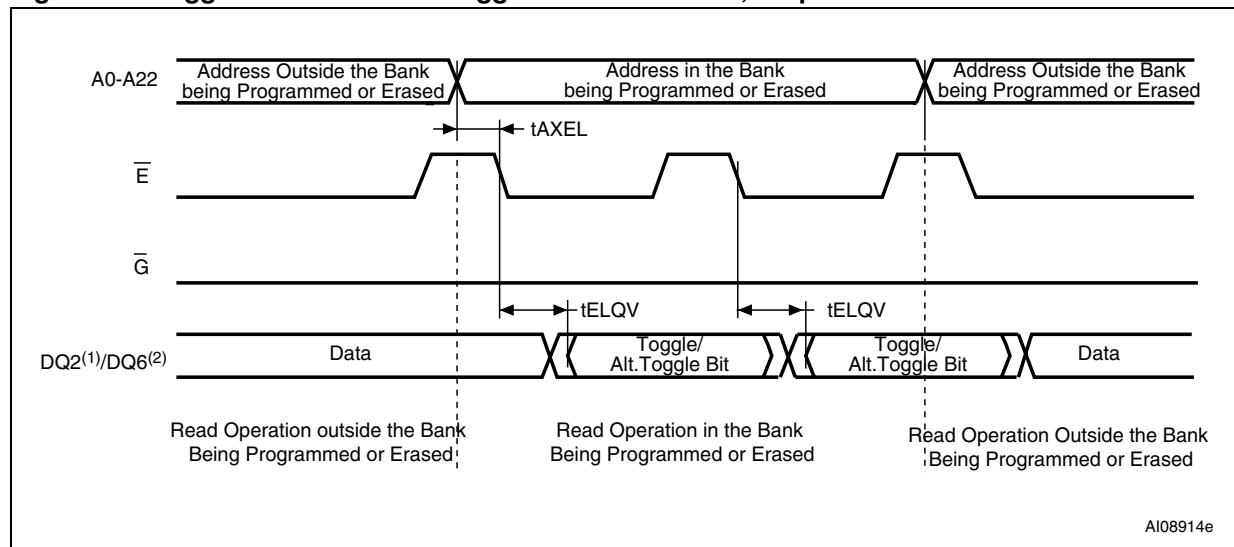 A0-A22
Address Outside the Bank
being Programmed or Erased
Address in the Bank
being Programmed or Erased
Address Outside the Bank
being Programmed or Erased
tAXEL
E
G
tELQV
tELQV
DQ2(1)/DQ6(2)
Data
Toggle/
Alt.Toggle Bit
Toggle/
Alt.Toggle Bit
Data
Read Operation outside the Bank
Being Programmed or Erased
Read Operation in the Bank
Being Programmed or Erased
Read Operation Outside the Bank
Being Programmed or Erased
AI08914e